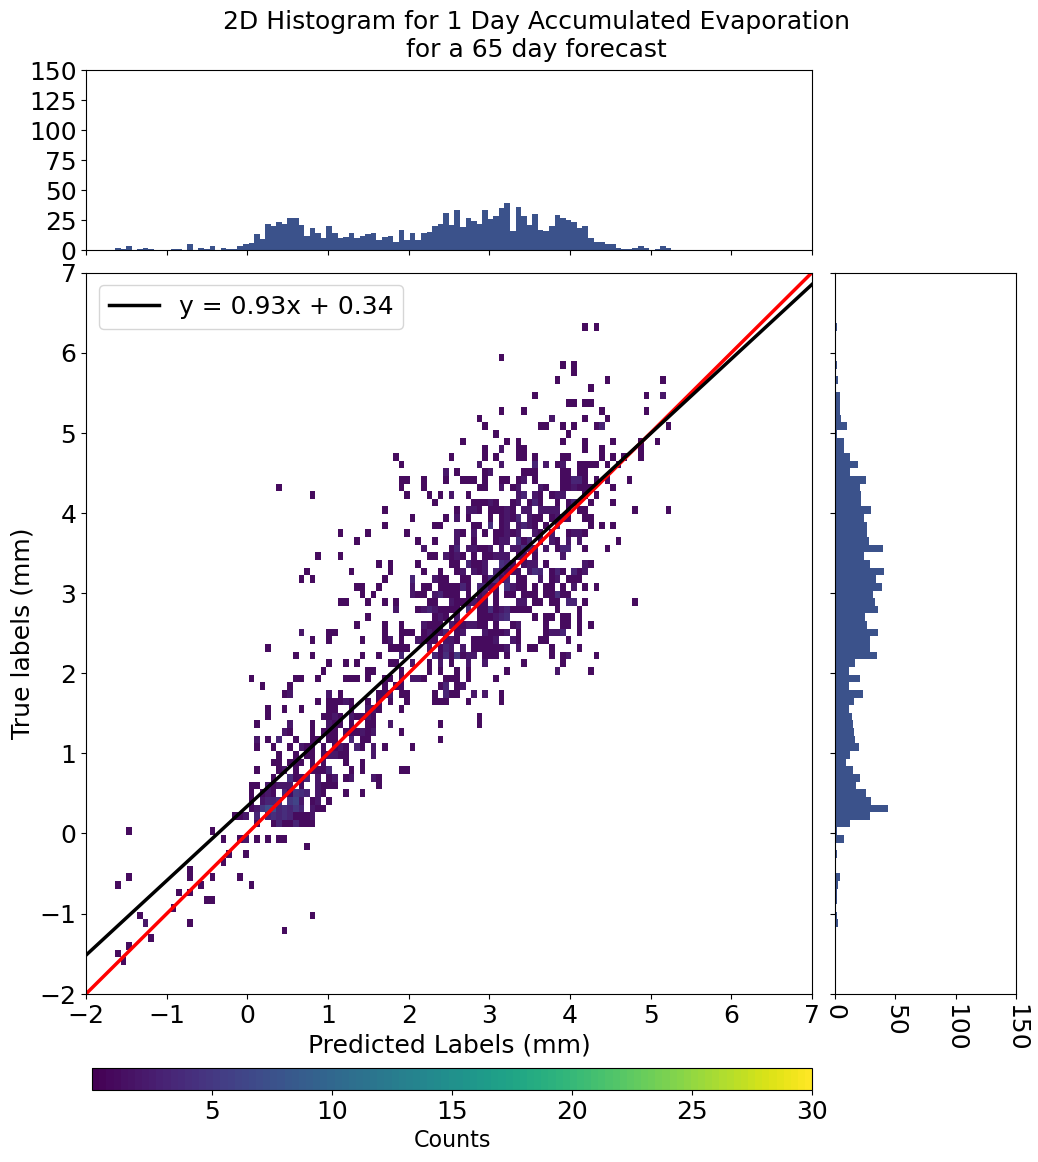 2D Histogram for 1 Day Accumulated Evaporation
for a 65 day forecast
150
125
100
75
50
25
0
7
6
5
4
3
2
1
0
−1
−2
True labels (mm)
y = 0.93x + 0.34
−2 −1 0 1 2 3 4 5 6 7
Predicted Labels (mm)
0 50 100 150
5 10 15 20 25 30
Counts